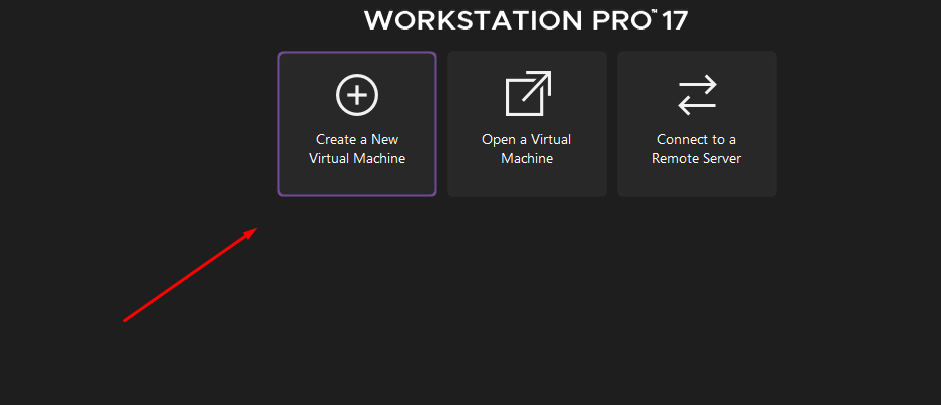 WORKSTATION PRO™ 17
Create a New
Virtual Machine
Open a Virtual
Machine
Connect to a
Remote Server